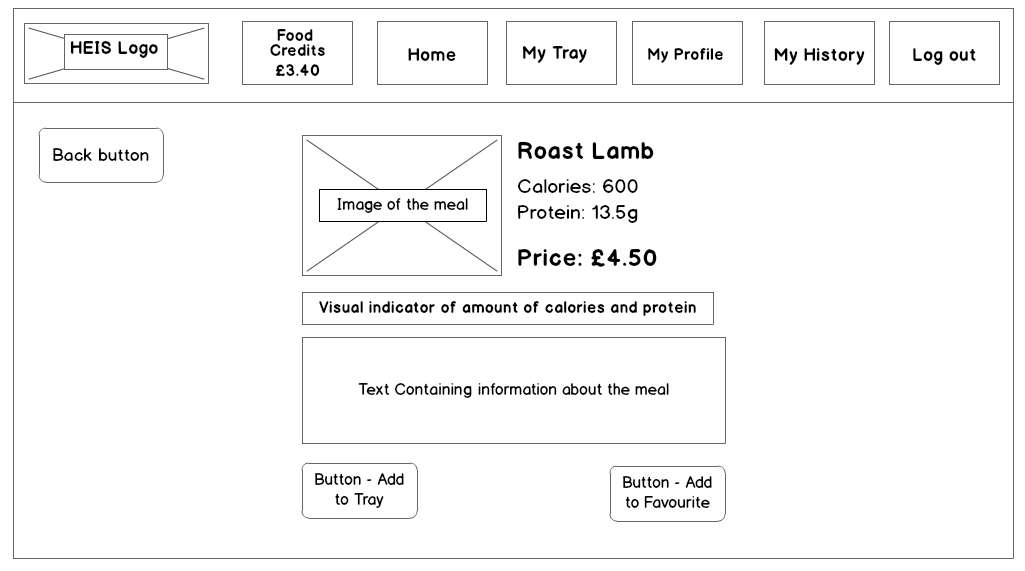 HEIS Logo
Food
Credits
£3.40
Home
My Tray
My Profile
My History
Log out
Back button
Image of the meal
Roast Lamb
Calories: 600
Protein: 13.5g
Price: £4.50
Visual indicator of amount of calories and protein
Text Containing information about the meal
Button - Add
to Tray
Button - Add
to Favourite